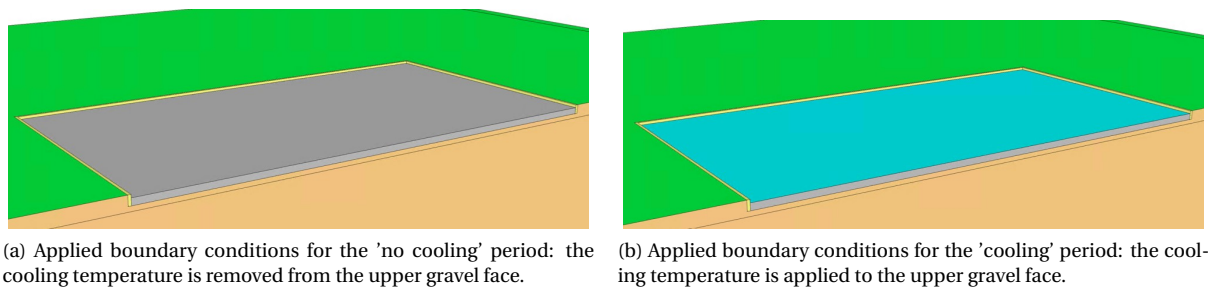 (a) Applied boundary conditions for the 'no cooling' period: the
cooling temperature is removed from the upper gravel face.
(b) Applied boundary conditions for the 'cooling' period: the cool-
ing temperature is applied to the upper gravel face.